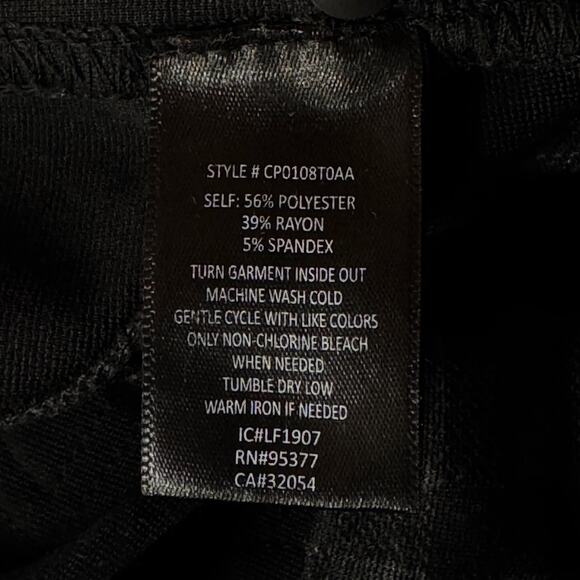 STYLE # CP0108T0AA
SELF: 56% POLYESTER
39% RAYON
5% SPANDEX
TURN GARMENT INSIDE OUT
MACHINE WASH COLD
GENTLE CYCLE WITH LIKE COLORS
ONLY NON-CHLORINE BLEACH
WHEN NEEDED
TUMBLE DRY LOW
WARM IRON IF NEEDED
IC#LF1907
RN#95377
CA#32054